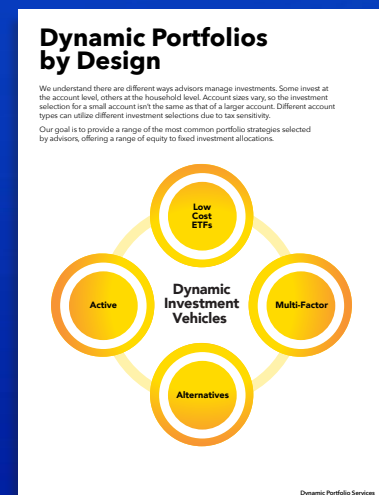 Dynamic Portfolios
by Design
We understand there are different ways advisors manage investments. Some invest at
the account level, others at the household level. Account sizes vary, so the investment
selection for a small account isn't the same as that of a larger account. Different account
types can utilize different investment selections due to tax sensitivity.
Our goal is to provide a range of the most common portfolio strategies selected
by advisors, offering a range of equity to fixed investment allocations.
Low
Cost
ETFs
Active
Dynamic
Investment
Vehicles
Multi-Factor
Alternatives
Dynamic Portfolio Services